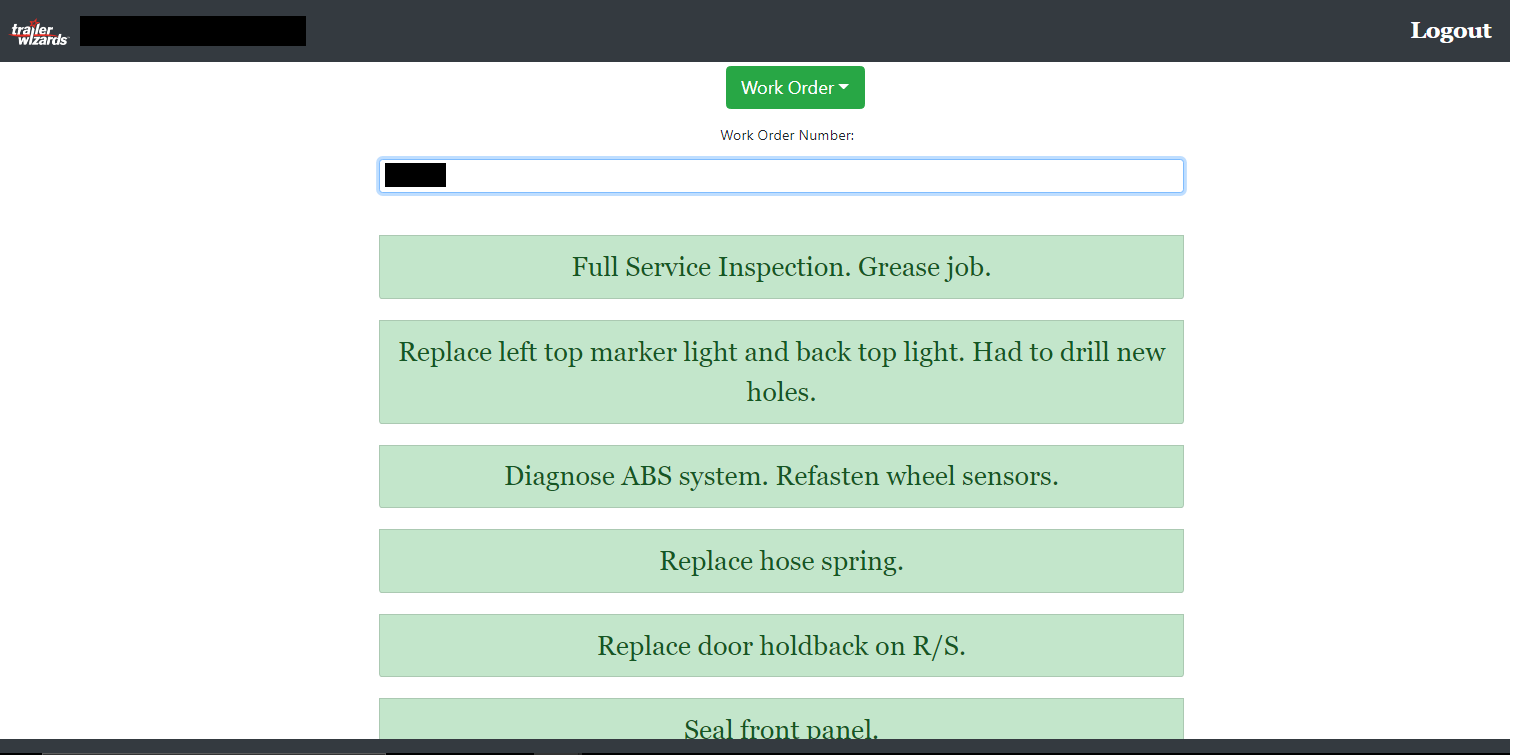 trailer
wizards
Logout
Work Order
Work Order Number:
Full Service Inspection. Grease job.
Replace left top marker light and back top light. Had to drill new
holes.
Diagnose ABS system. Refasten wheel sensors.
Replace hose spring.
Replace door holdback on R/S.
Seal front panel.